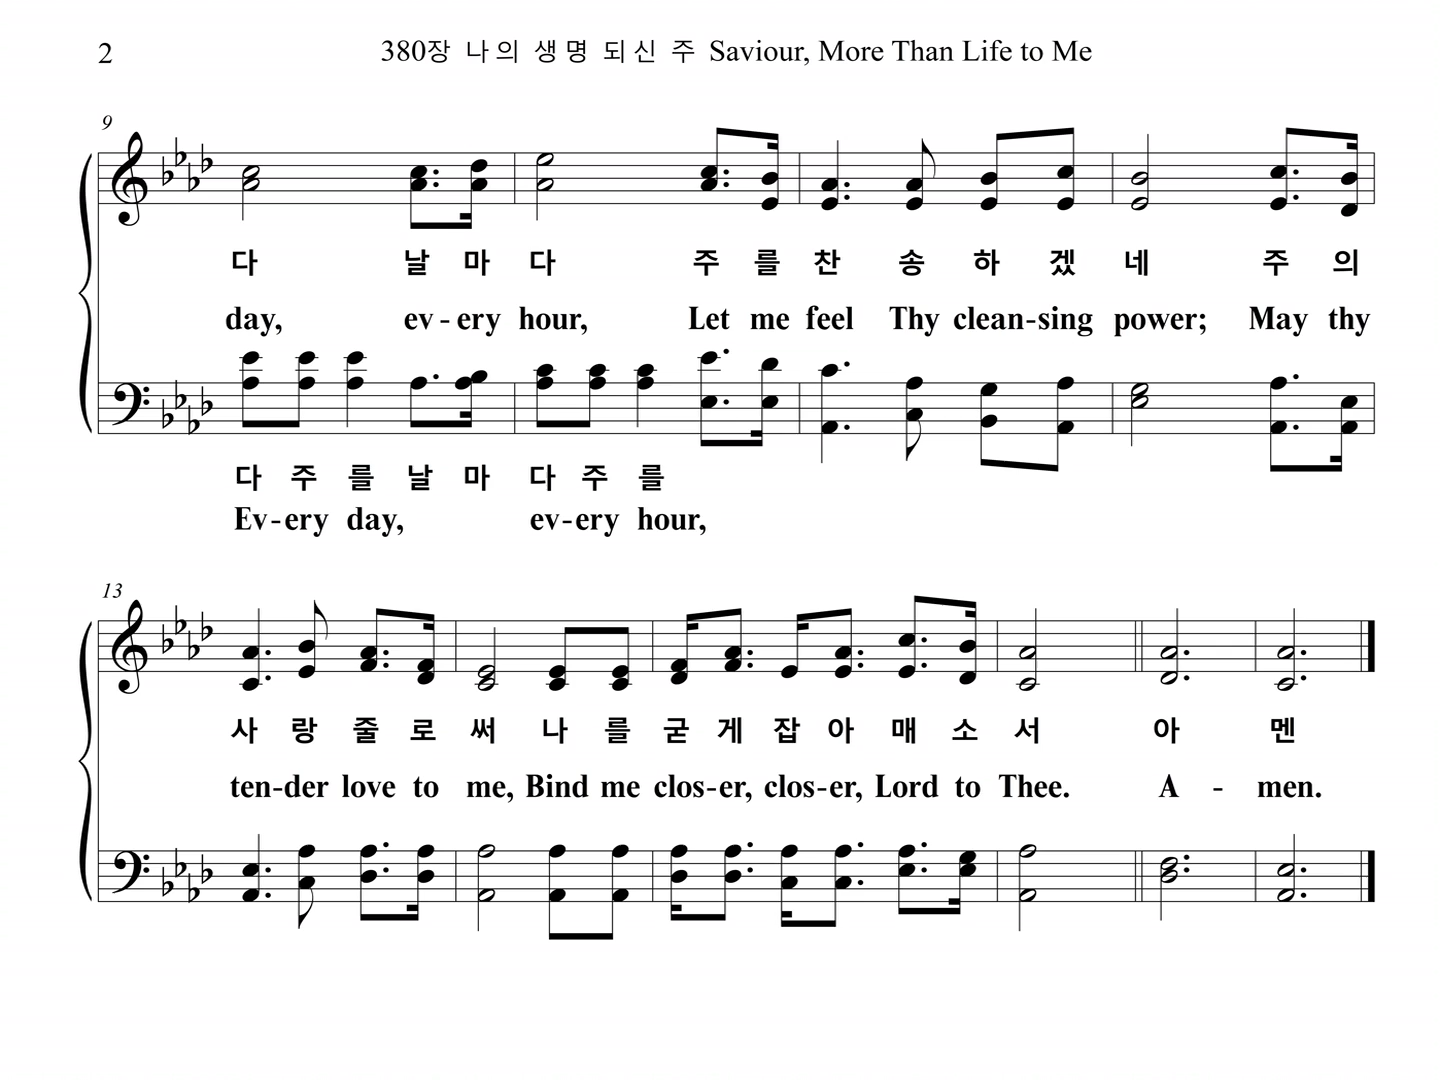 2 380장 나의 생명 되신 주 Saviour, More Than Life to Me
9
다 날 마 다 주 를 찬 송 하 겠 네 주 의
day, ev - ery hour, Let me feel Thy clean-sing power; May thy
다 주 를 날 마 다 주 를
Ev-ery day, ev-ery hour,
13
사 랑 줄 로 써 나 를 굳 게 잡 아 매 소 서 아 멘
ten-der love to me, Bind me clos-er, clos-er, Lord to Thee. A - men.